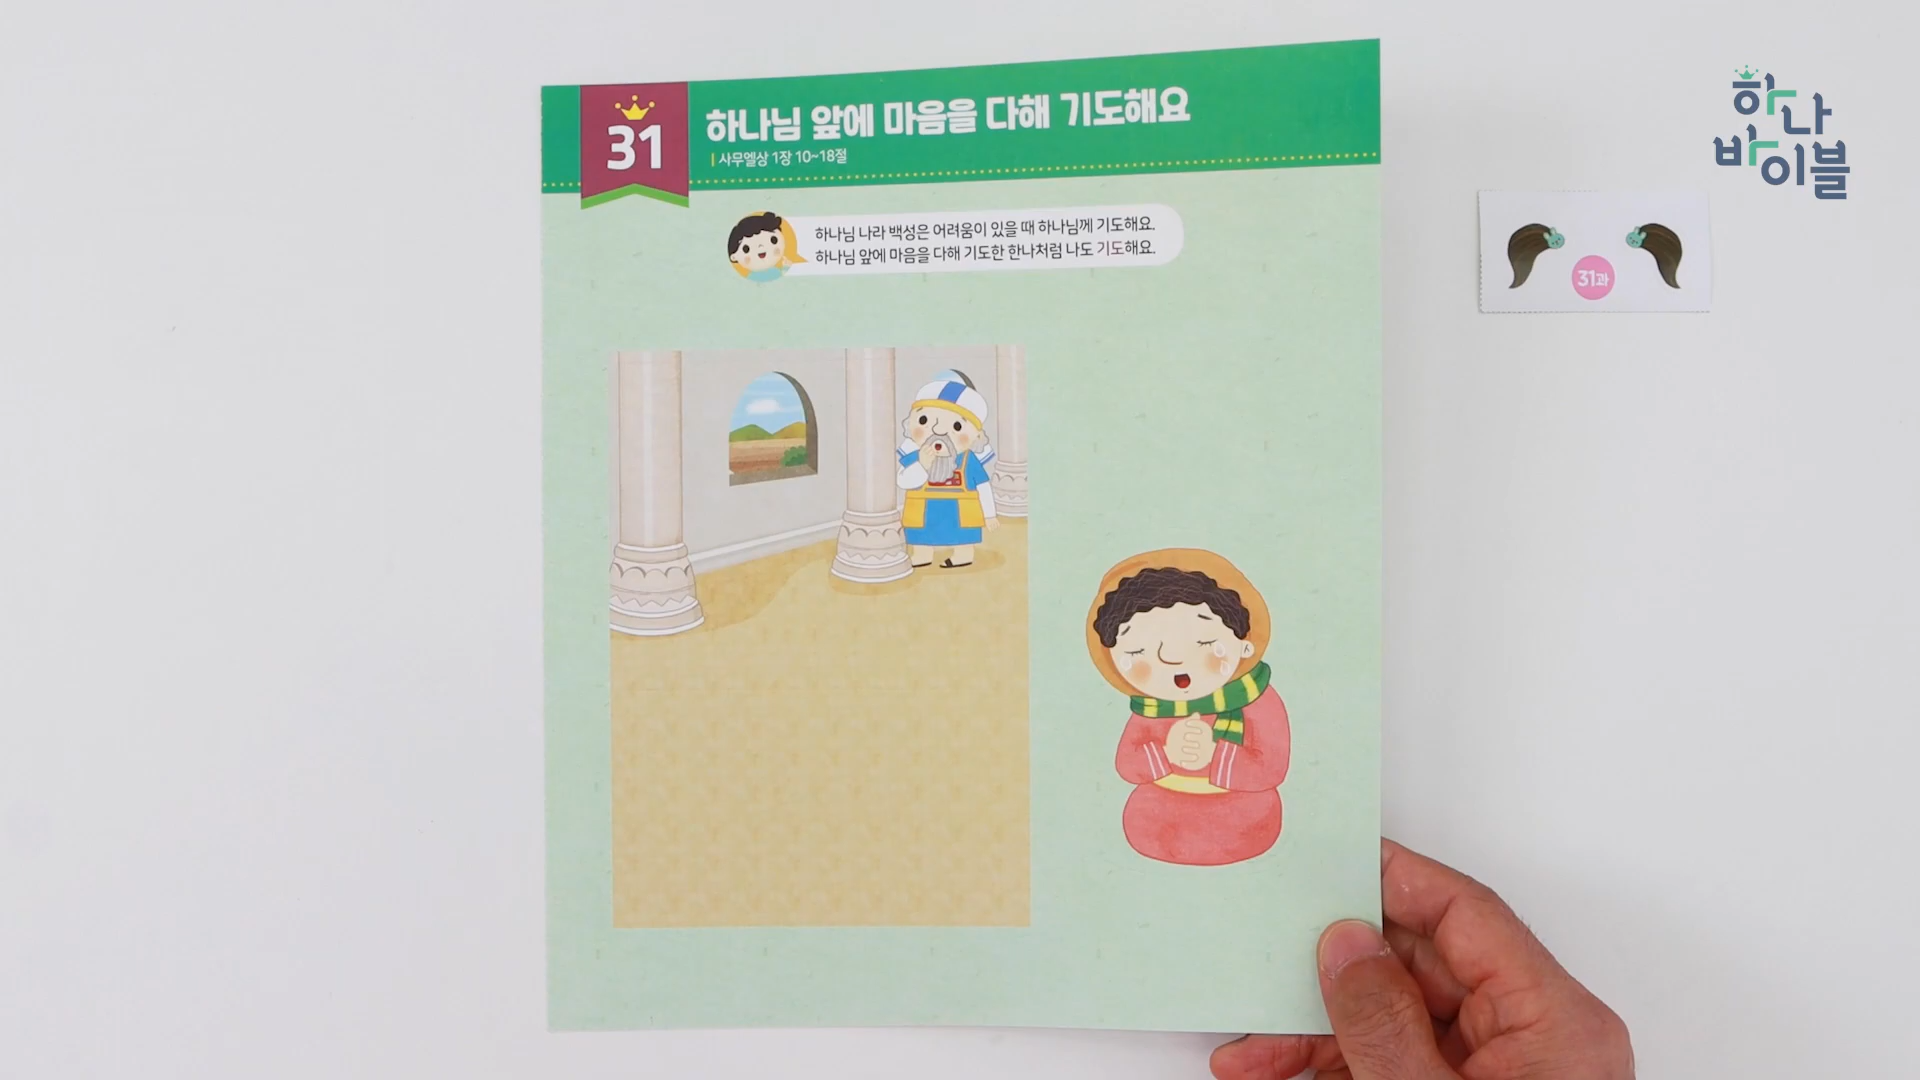 31
하나님 앞에 마음을 다해 기도해요
사무엘상 1장 10~18절
하나님 나라 백성은 어려움이 있을 때 하나님께 기도해요.
하나님 앞에 마음을 다해 기도한 한나처럼 나도 기도해요.
하나
바이블
31과